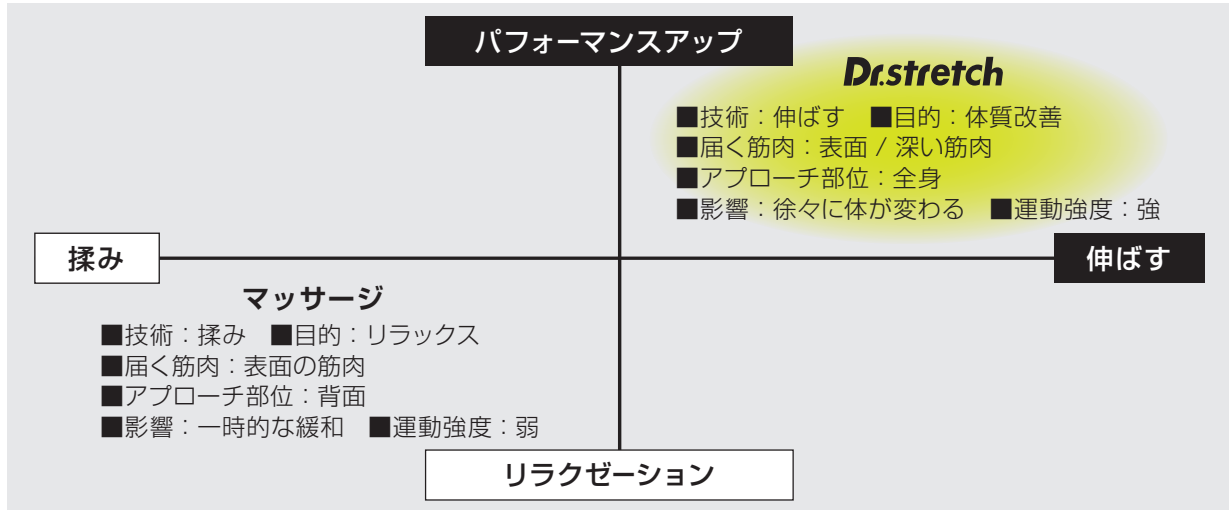 パフォーマンスアップ
Dr.stretch
■技術：伸ばす　■目的：体質改善
■届く筋肉：表面 / 深い筋肉
■アプローチ部位：全身
■影響：徐々に体が変わる　■運動強度：強
揉み
伸ばす
マッサージ
■技術：揉み　■目的：リラックス
■届く筋肉：表面の筋肉
■アプローチ部位：背面
■影響：一時的な緩和　■運動強度：弱
リラクゼーション